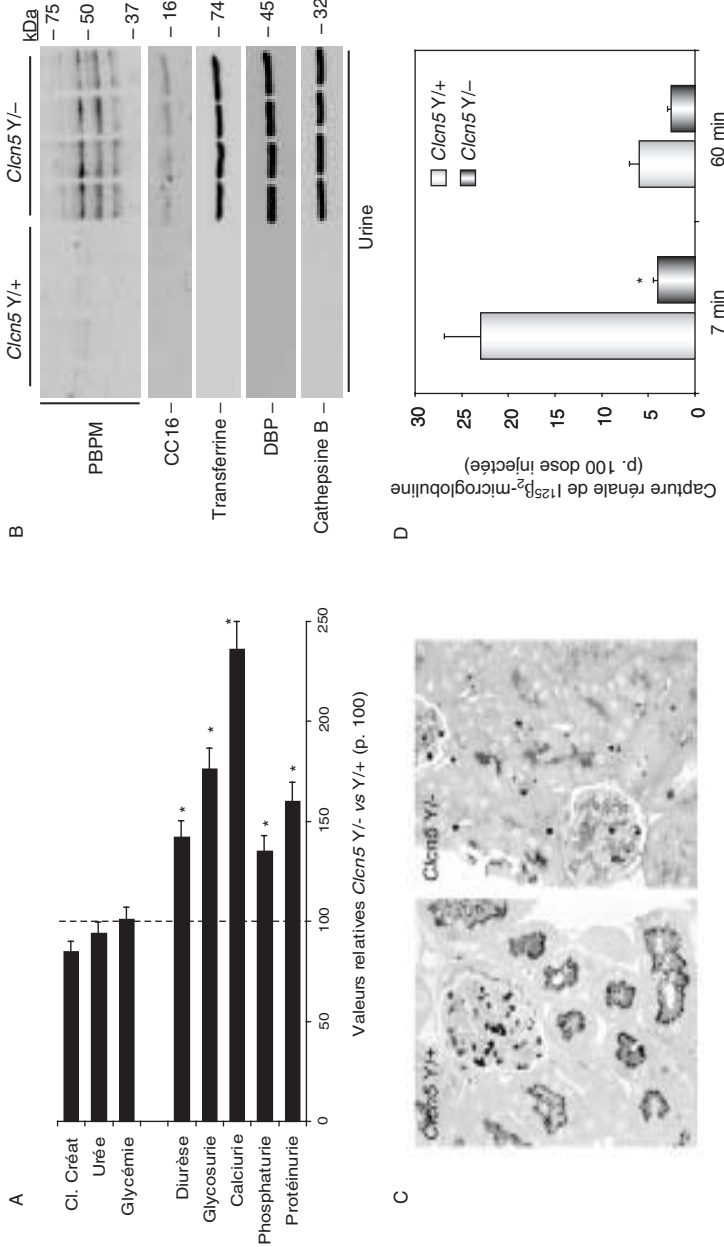 A
Cl. Créat
Urée
Glycémie
Diurèse
Glycosurie
Calciurie
Phosphaturie
Protéinurie
*
*
*
*
*
0
50
100
150
200
250
Valeurs relatives Clcn5 Y/- vs Y/+ (p. 100)
B
Clcn5 Y/+
Clcn5 Y/–
kDa
PBPM
– 75
– 50
– 37
CC16 –
– 16
Transferrine –
– 74
DBP –
– 45
Cathepsine B –
– 32
Urine
C
Clcn5 Y/+
Clcn5 Y/-
D
Capture rénale de I125β2-microglobuline
(p. 100 dose injectée)
30
25
20
15
10
5
0
Clcn5 Y/+
Clcn5 Y/–
*
7 min
60 min